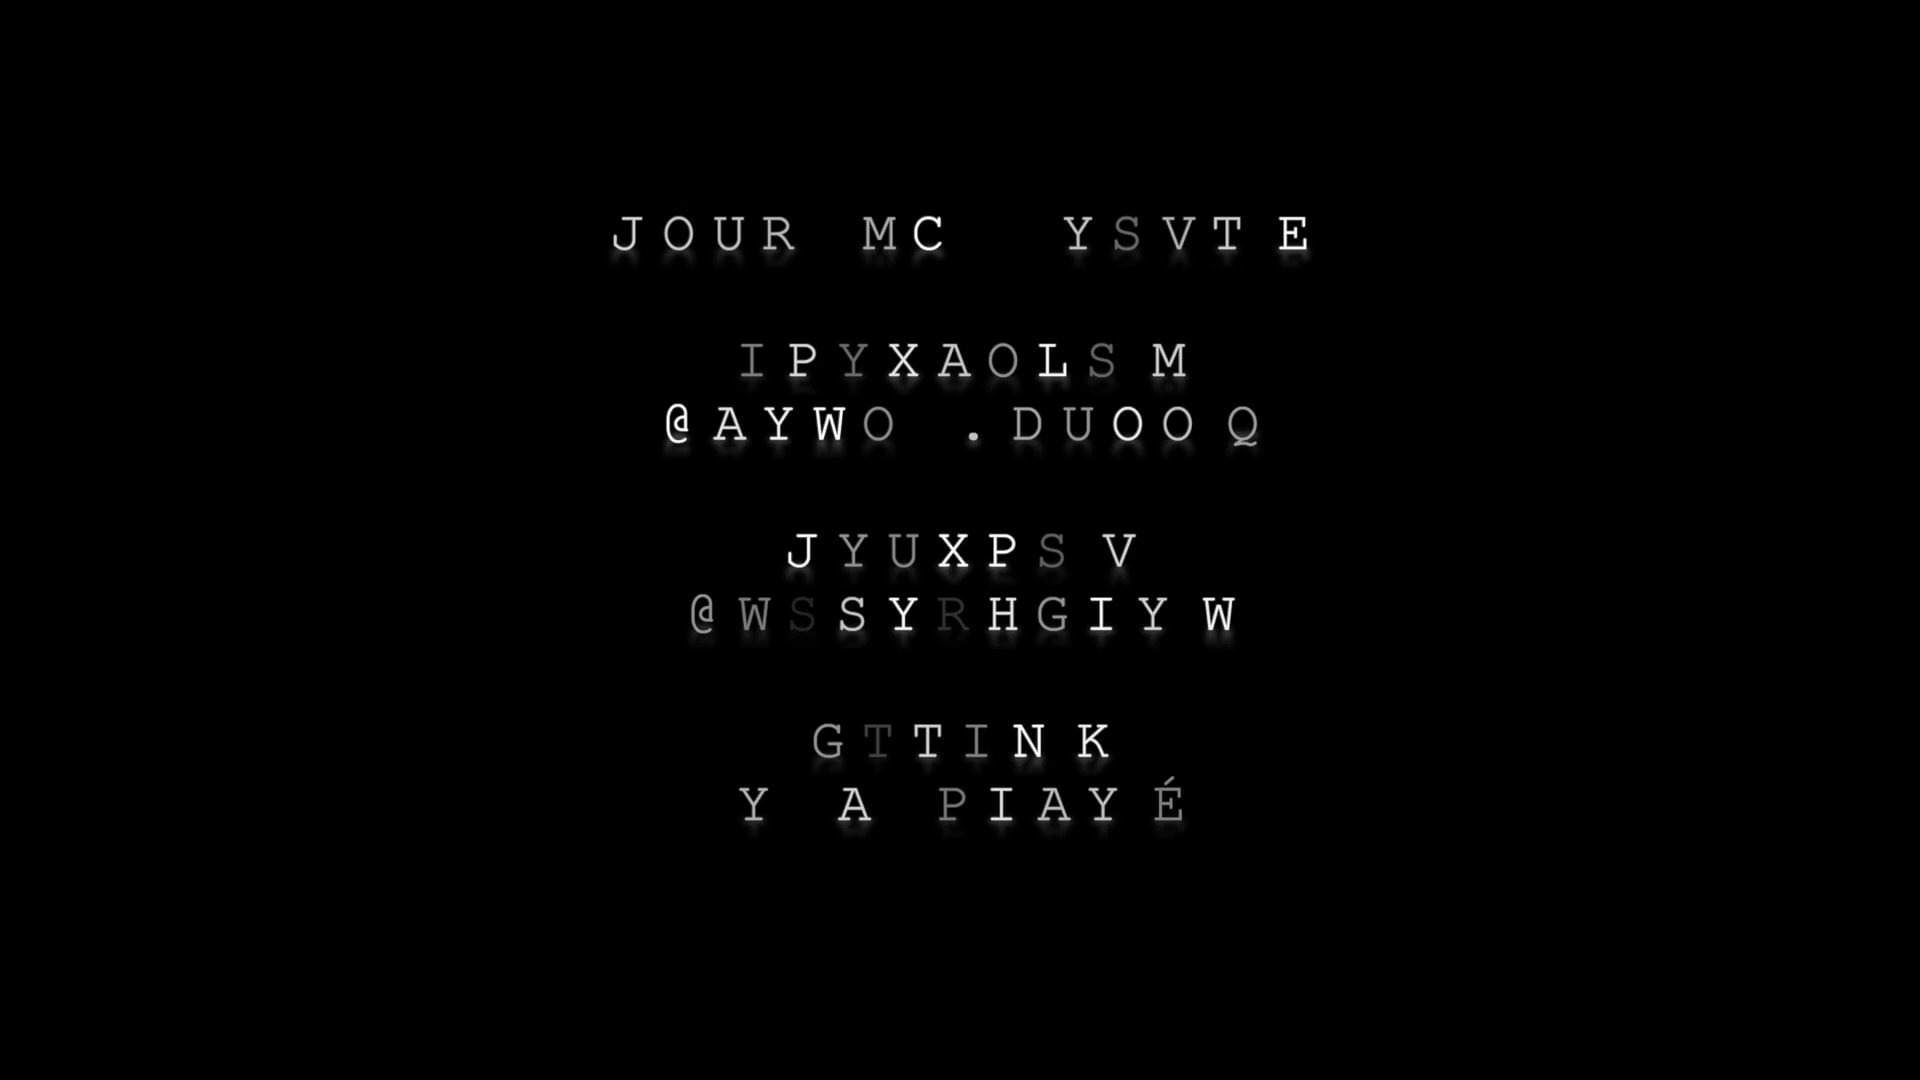 JOUR MC  YSVTE
IPYXAOLSM
@AYWO .DUOOQ
JYUXPSV
@WSSYRHGIYW
GTTINK
Y A PIAYÉ